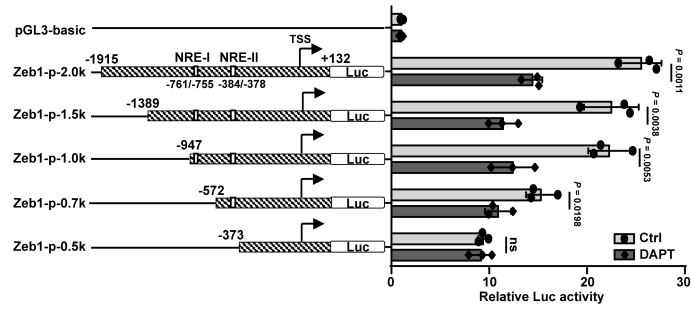 pGL3-basic
TSS
-1915 NRE-I NRE-II +132
Zeb1-p-2.0k Luc
-761/-755 -384/-378
P = 0.0011
-1389
Zeb1-p-1.5k Luc
P = 0.0038
-947
Zeb1-p-1.0k Luc
P = 0.0053
-572
Zeb1-p-0.7k Luc
P = 0.0198
-373
Zeb1-p-0.5k Luc
ns
Ctrl
DAPT
0 10 20 30
Relative Luc activity